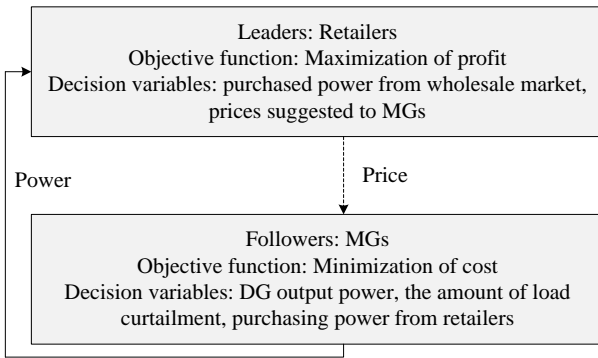 Leaders: Retailers
Objective function: Maximization of profit
Decision variables: purchased power from wholesale market,
prices suggested to MGs
Power
Price
Followers: MGs
Objective function: Minimization of cost
Decision variables: DG output power, the amount of load
curtailment, purchasing power from retailers